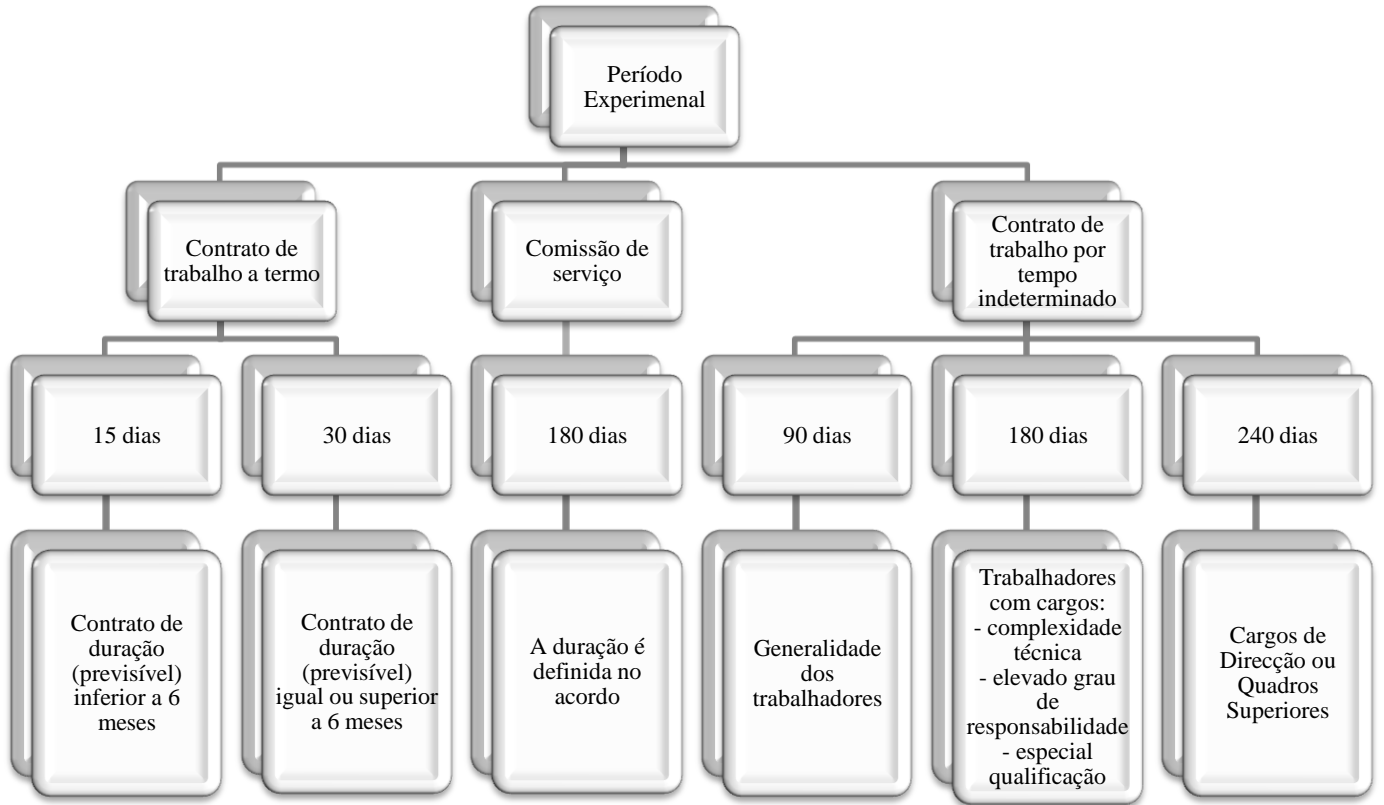 Período
Experimenal
Contrato de
trabalho a termo
Comissão de
serviço
Contrato de
trabalho por
tempo
indeterminado
15 dias
30 dias
180 dias
90 dias
180 dias
240 dias
Contrato de
duração
(previsível)
inferior a 6
meses
Contrato de
duração
(previsível)
igual ou superior
a 6 meses
A duração é
definida no
acordo
Generalidade
dos
trabalhadores
Trabalhadores
com cargos:
- complexidade
técnica
- elevado grau
de
responsabilidade
- especial
qualificação
Cargos de
Direcção ou
Quadros
Superiores